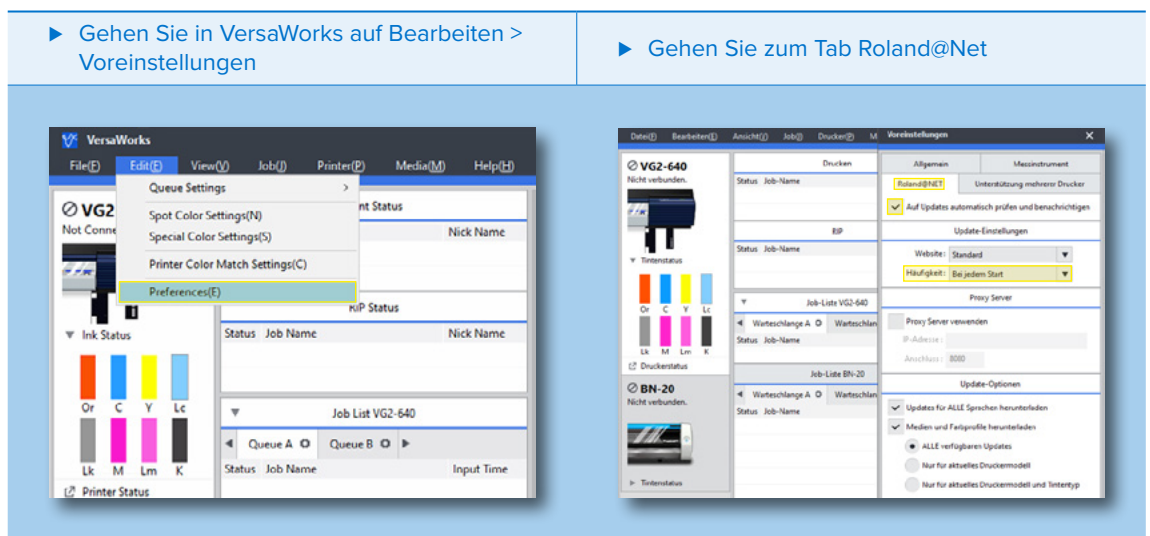 Gehen Sie in VersaWorks auf Bearbeiten >
Voreinstellungen
Gehen Sie zum Tab Roland@Net
VersaWorks
File(F) Edit(E) View(V) Job(J) Printer(P) Media(M) Help(H)
Queue Settings >
Spot Color Settings(N)
Special Color Settings(S)
Printer Color Match Settings(C)
Preferences(E)
VG2
Not Conne
nt Status
Nick Name
RIP Status
Ink Status
Status Job Name Nick Name
Or C Y Lc
Job List VG2-640
Queue A Queue B
Lk M Lm K
Status Job Name Input Time
Printer Status
Datei(F) Bearbeiten(E) Ansicht(V) Job(J) Drucker(P) M
VG2-640
Nicht verbunden.
Drucken
Status Job-Name
RIP
Status Job-Name
Tintenstatus
Or C Y Lc
Lk M Lm K
Druckerstatus
Job-Liste VG2-640
Warteschlange A Warteschlan
Status Job-Name
Job-Liste BN-20
BN-20
Nicht verbunden.
Warteschlange A Warteschlan
Status Job-Name
Tintenstatus
Voreinstellungen X
Allgemein Messinstrument
Roland@NET Unterstützung mehrerer Drucker
Auf Updates automatisch prüfen und benachrichtigen
Update-Einstellungen
Website: Standard
Häufigkeit: Bei jedem Start
Proxy Server
Proxy Server verwenden
IP-Adresse:
Anschluss: 8080
Update-Optionen
Updates für ALLE Sprachen herunterladen
Medien und Farbprofile herunterladen
ALLE verfügbaren Updates
Nur für aktuelles Druckermodell
Nur für aktuelles Druckermodell und Tintentyp